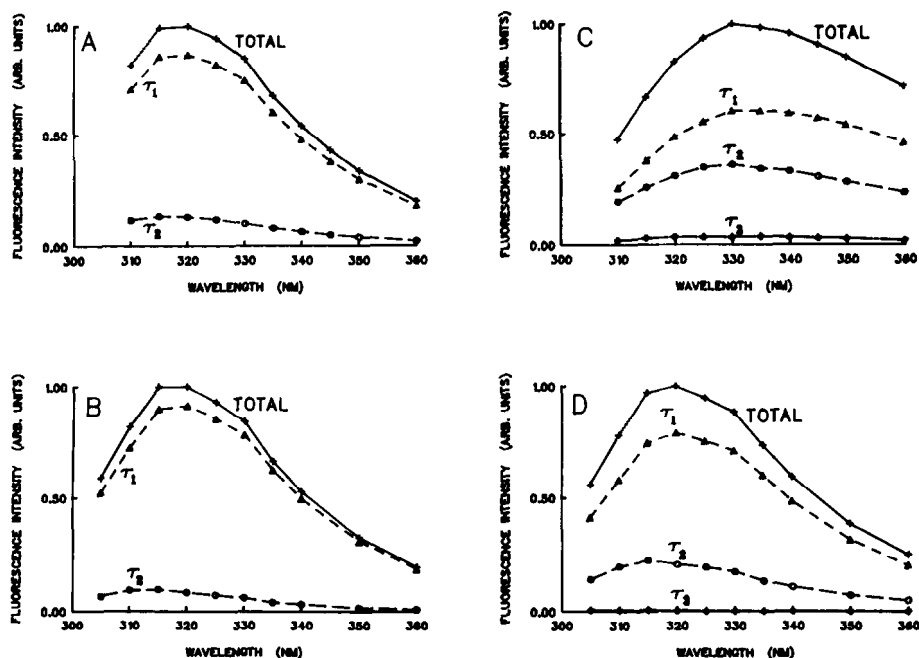 A
TOTAL
τ1
τ2
FLUORESCENCE INTENSITY (ARB. UNITS)
1.00
0.50
0.00
300 310 320 330 340 350 360
WAVELENGTH (NM)
C
TOTAL
τ1
τ2
τ3
FLUORESCENCE INTENSITY (ARB. UNITS)
1.00
0.50
0.00
300 310 320 330 340 350 360
WAVELENGTH (NM)
B
TOTAL
τ1
τ2
FLUORESCENCE INTENSITY (ARB. UNITS)
1.00
0.50
0.00
300 310 320 330 340 350 360
WAVELENGTH (NM)
D
TOTAL
τ1
τ2
τ3
FLUORESCENCE INTENSITY (ARB. UNITS)
1.00
0.50
0.00
300 310 320 330 340 350 360
WAVELENGTH (NM)